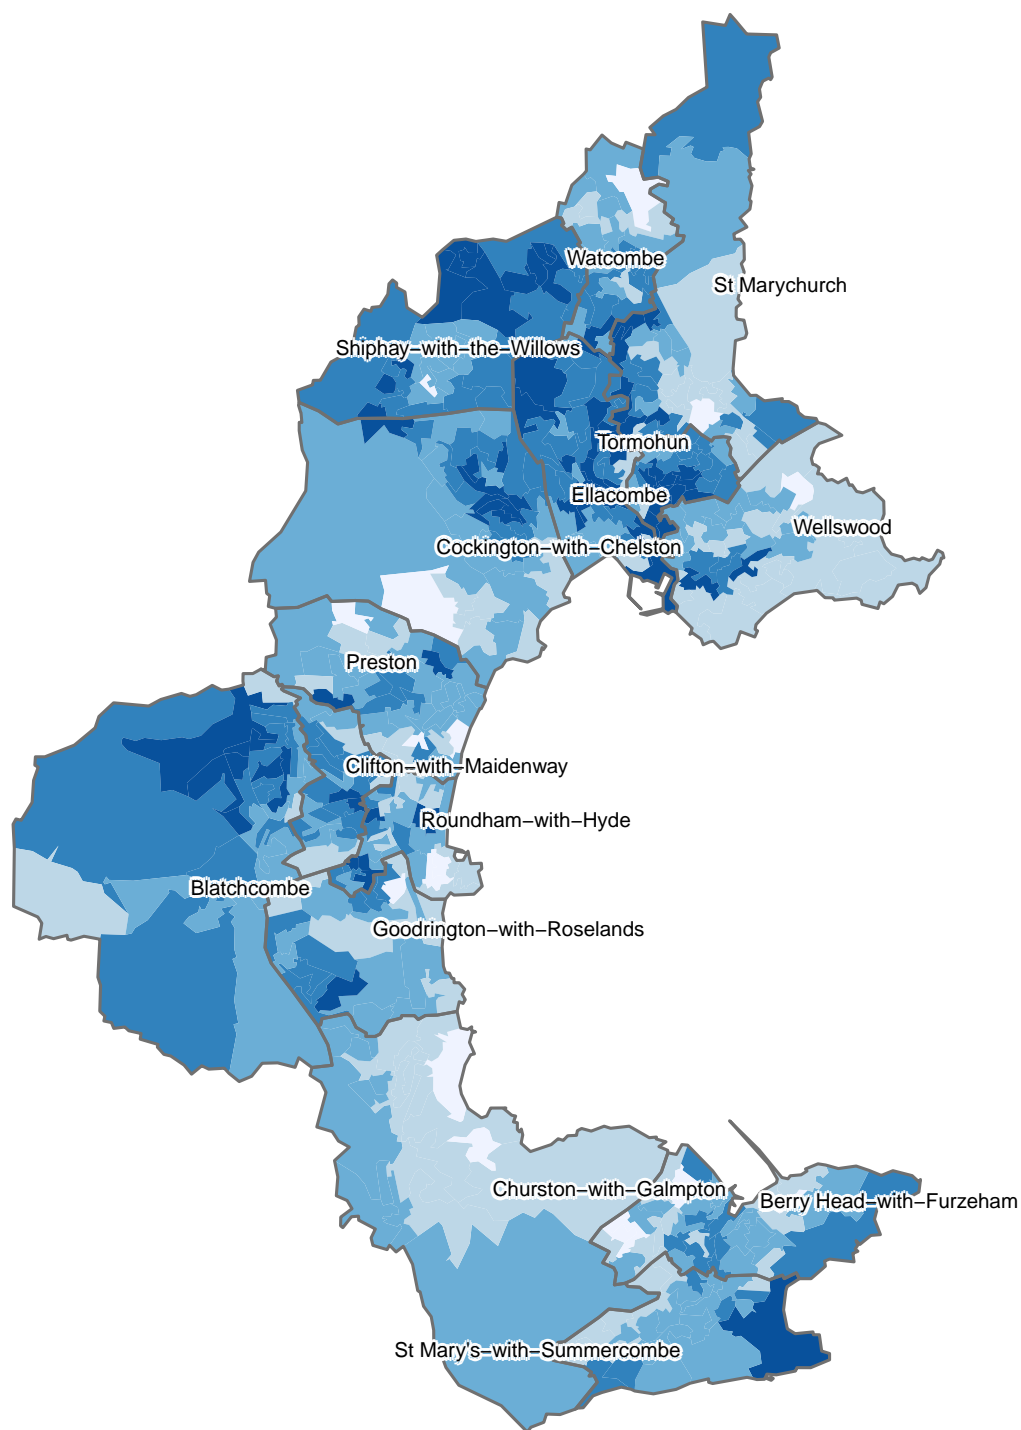 Watcombe
St Marychurch
Shiphay−with−the−Willows
Tormohun
Ellacombe
Wellswood
Cockington−with−Chelston
Preston
Clifton−with−Maidenway
Roundham−with−Hyde
Blatchcombe
Goodrington−with−Roselands
Churston−with−Galmpton
Berry Head−with−Furzeham
St Mary's−with−Summercombe